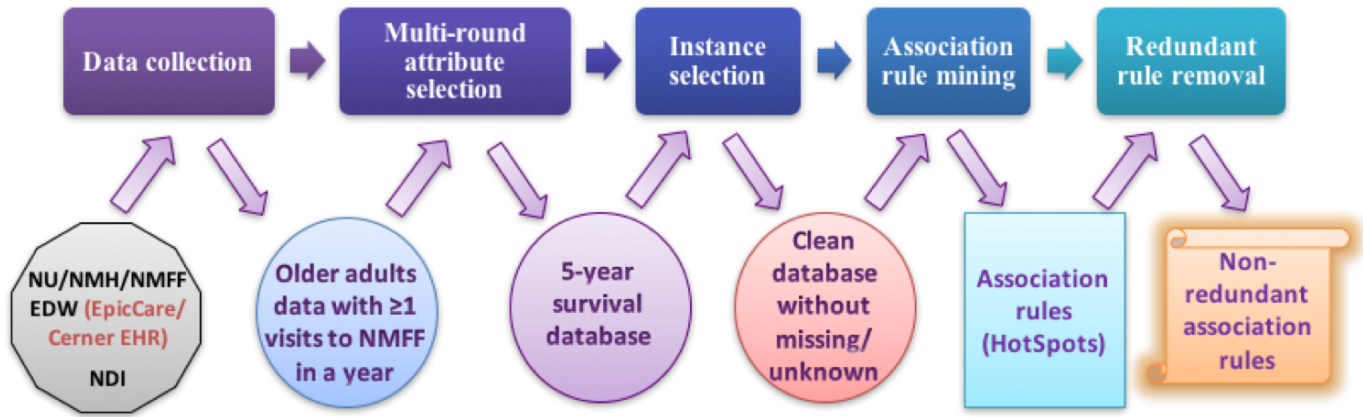 Data collection
Multi-round
attribute
selection
Instance
selection
Association
rule mining
Redundant
rule removal
NU/NMH/NMFF
EDW (EpicCare/
Cerner EHR)
NDI
Older adults
data with ≥1
visits to NMFF
in a year
5-year
survival
database
Clean
database
without
missing/
unknown
Association
rules
(HotSpots)
Non-
redundant
association
rules